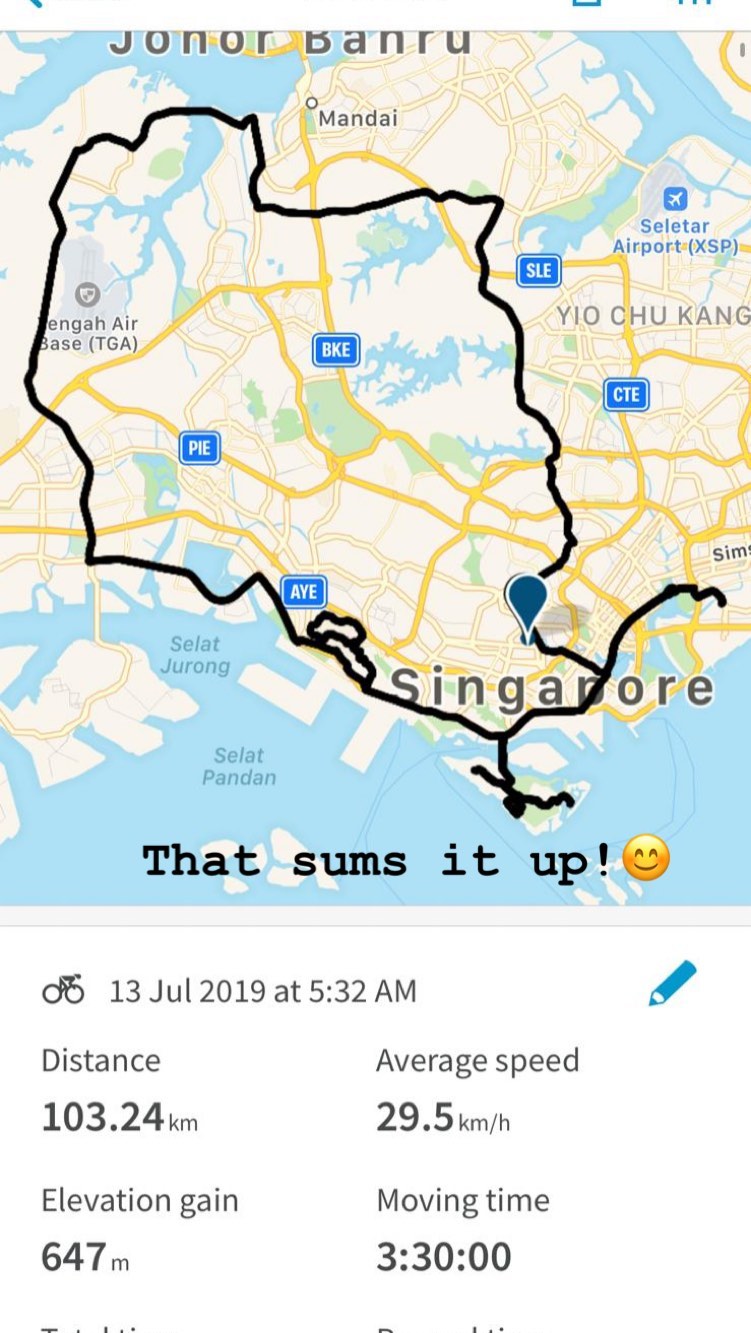 Johor Bahru
Mandai
Seletar
Airport (XSP)
SLE
YIO CHU KANG
engah Air
Base (TGA)
BKE
CTE
PIE
Sims
AYE
Selat
Jurong
Singapore
Selat
Pandan
That sums it up!😊
13 Jul 2019 at 5:32 AM
Distance
Average speed
103.24 km
29.5 km/h
Elevation gain
Moving time
647 m
3:30:00